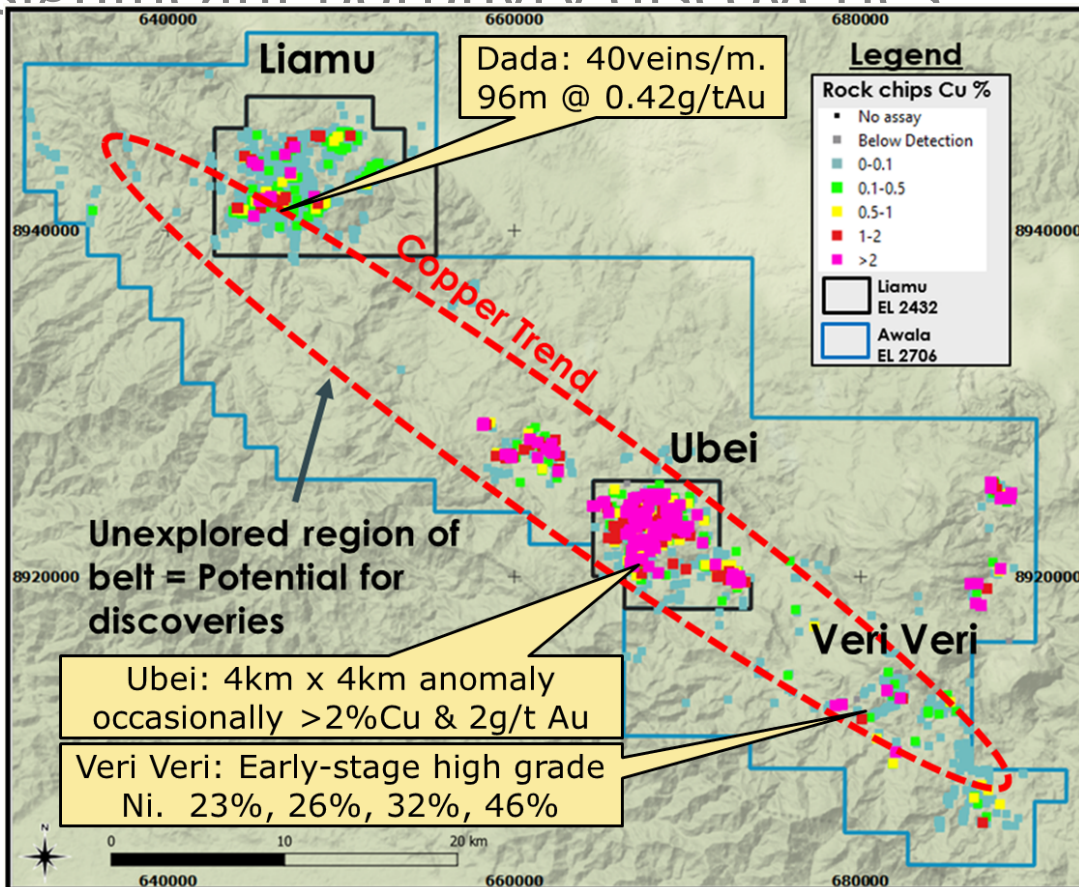 640000
660000
680000
Liamu
Dada: 40veins/m.
96m @ 0.42g/tAu
Legend
Rock chips Cu %
No assay
Below Detection
0-0.1
0.1-0.5
0.5-1
1-2
>2
Liamu
EL 2432
Awala
EL 2706
8940000
8940000
Copper Trend
Ubei
Unexplored region of
belt = Potential for
discoveries
8920000
8920000
Veri Veri
Ubei: 4km x 4km anomaly
occasionally >2%Cu & 2g/t Au
Veri Veri: Early-stage high grade
Ni. 23%, 26%, 32%, 46%
N
0
10
20 km
640000
660000
680000